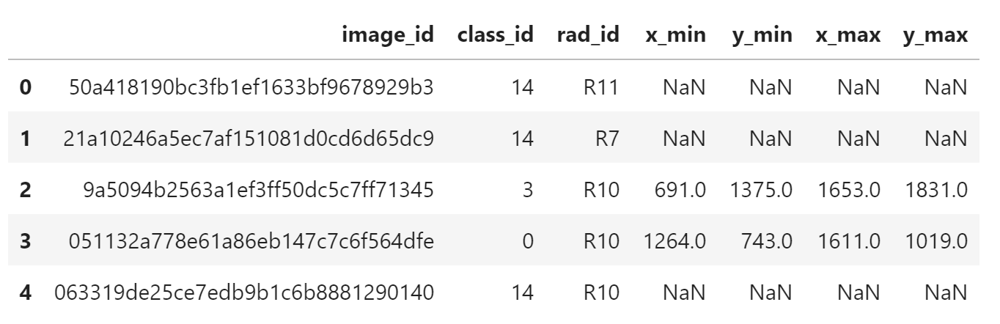 image_id class_id rad_id x_min y_min x_max y_max
0 50a418190bc3fb1ef1633bf9678929b3 14 R11 NaN NaN NaN NaN
1 21a10246a5ec7af151081d0cd6d65dc9 14 R7 NaN NaN NaN NaN
2 9a5094b2563a1ef3ff50dc5c7ff71345 3 R10 691.0 1375.0 1653.0 1831.0
3 051132a778e61a86eb147c7c6f564dfe 0 R10 1264.0 743.0 1611.0 1019.0
4 063319de25ce7edb9b1c6b8881290140 14 R10 NaN NaN NaN NaN